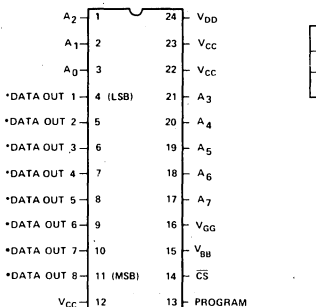 A2 1 24 VDD
A1 2 23 VCC
A0 3 22 VCC
*DATA OUT 1 4 (LSB) 21 A3
*DATA OUT 2 5 20 A4
*DATA OUT 3 6 19 A5
*DATA OUT 4 7 18 A6
*DATA OUT 5 8 17 A7
*DATA OUT 6 9 16 VGG
*DATA OUT 7 10 15 VBB
*DATA OUT 8 11 (MSB) 14 CS
VCC 12 13 PROGRAM